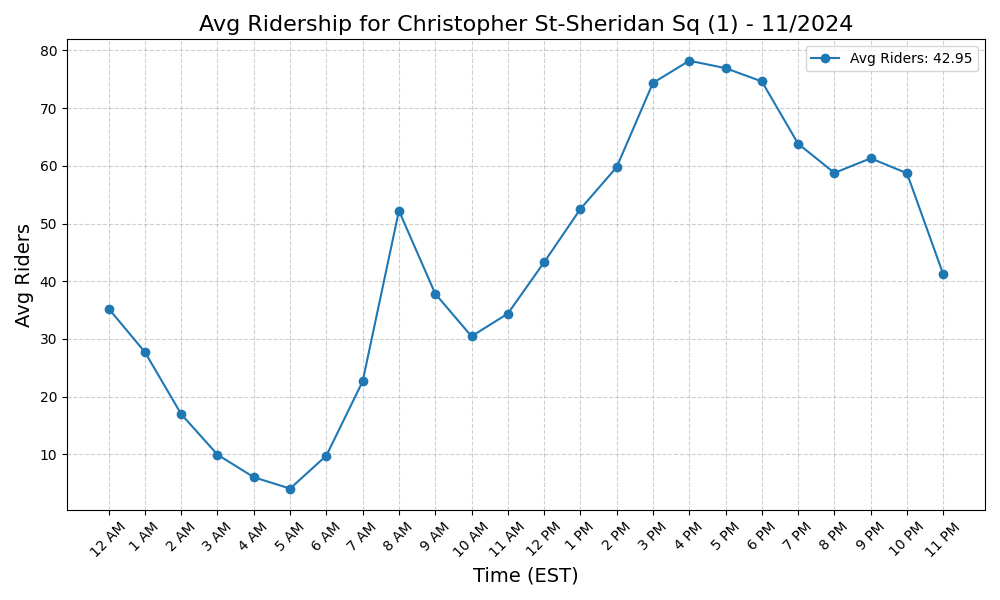 Avg Ridership for Christopher St-Sheridan Sq (1) - 11/2024
Avg Riders: 42.95
Avg Riders
80
70
60
50
40
30
20
10
12 AM
1 AM
2 AM
3 AM
4 AM
5 AM
6 AM
7 AM
8 AM
9 AM
10 AM
11 AM
12 PM
1 PM
2 PM
3 PM
4 PM
5 PM
6 PM
7 PM
8 PM
9 PM
10 PM
11 PM
Time (EST)